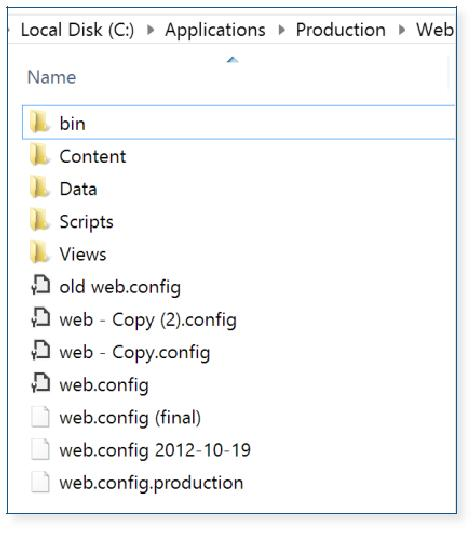 Local Disk (C:) ▸ Applications ▸ Production ▸ Web
Name
bin
Content
Data
Scripts
Views
old web.config
web - Copy (2).config
web - Copy.config
web.config
web.config (final)
web.config 2012-10-19
web.config.production